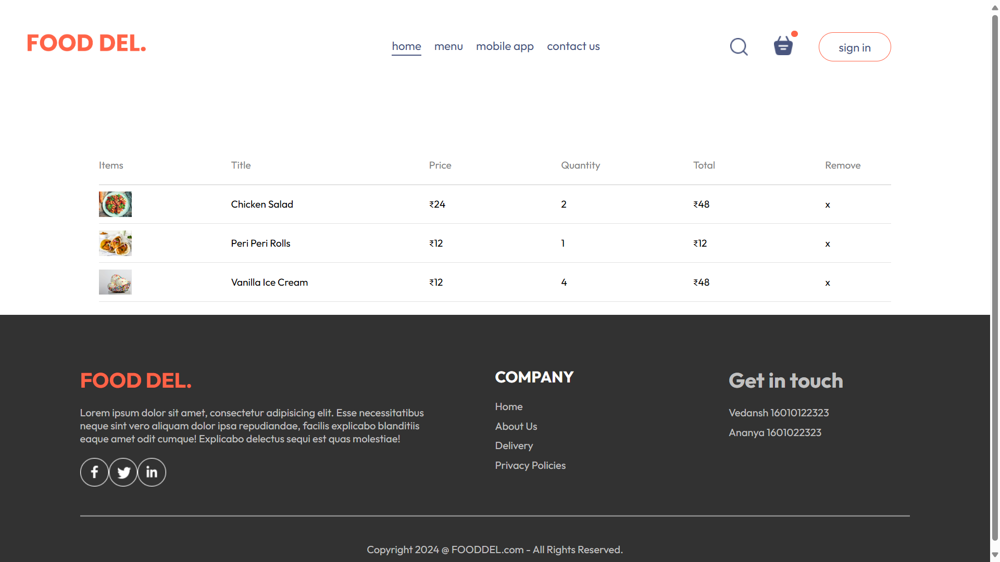 FOOD DEL.
home menu mobile app contact us
sign in
Items Title Price Quantity Total Remove
Chicken Salad ₹24 2 ₹48 x
Peri Peri Rolls ₹12 1 ₹12 x
Vanilla Ice Cream ₹12 4 ₹48 x
FOOD DEL.
Lorem ipsum dolor sit amet, consectetur adipisicing elit. Esse necessitatibus
neque sint vero aliquam dolor ipsa repudiandae, facilis explicabo blanditiis
eaque amet odit cumque! Explicabo delectus sequi est quas molestiae!
f in
COMPANY
Home
About Us
Delivery
Privacy Policies
Get in touch
Vedansh 16010122323
Ananya 1601022323
Copyright 2024 @ FOODDEL.com - All Rights Reserved.